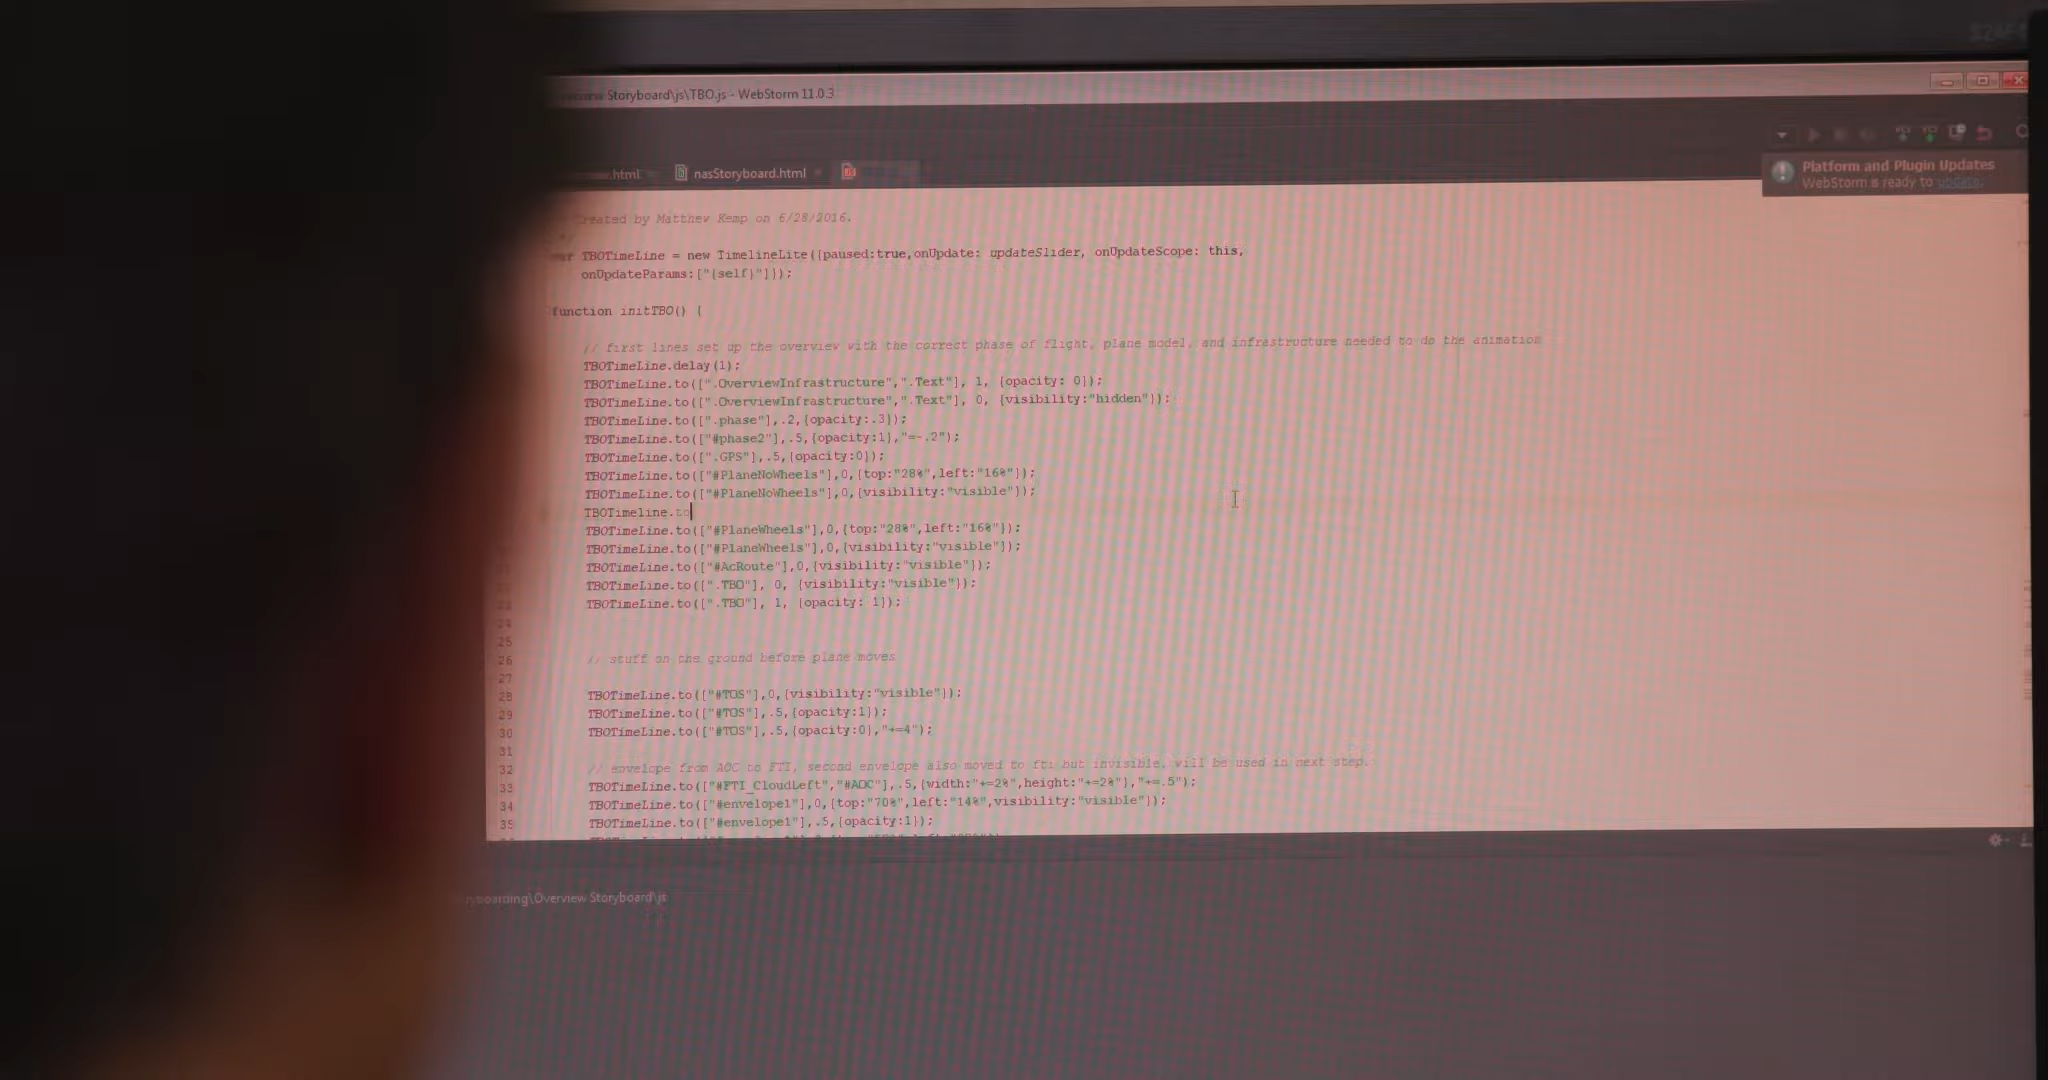 Storyboard\js\TBO.js - WebStorm 11.0.3
.html nasStoryboard.html
Platform and Plugin Updates
WebStorm is ready to update.
Created by Matthew Kemp on 6/28/2016.
*/
var TBOTimeLine = new TimelineLite({paused:true,onUpdate: updateSlider, onUpdateScope: this,
onUpdateParams:["{self}"]});
function initTBO() {
// first lines set up the overview with the correct phase of flight, plane model, and infrastructure needed to do the animation
TBOTimeLine.delay(1);
TBOTimeLine.to([".OverviewInfrastructure",".Text"], 1, {opacity: 0});
TBOTimeLine.to([".OverviewInfrastructure",".Text"], 0, {visibility:"hidden"});
TBOTimeLine.to([".phase"],.2,{opacity:.3});
TBOTimeLine.to(["#phase2"],.5,{opacity:1},"=-.2");
TBOTimeLine.to([".GPS"],.5,{opacity:0});
TBOTimeLine.to(["#PlaneNoWheels"],0,{top:"28%",left:"16%"});
TBOTimeLine.to(["#PlaneNoWheels"],0,{visibility:"visible"});
TBOTimeline.to
TBOTimeLine.to(["#PlaneWheels"],0,{top:"28%",left:"16%"});
TBOTimeLine.to(["#PlaneWheels"],0,{visibility:"visible"});
TBOTimeLine.to(["#AcRoute"],0,{visibility:"visible"});
TBOTimeLine.to([".TBO"], 0, {visibility:"visible"});
23 TBOTimeLine.to([".TBO"], 1, {opacity: 1});
24
25
26 // stuff on the ground before plane moves
27
28 TBOTimeLine.to(["#TOS"],0,{visibility:"visible"});
29 TBOTimeLine.to(["#TOS"],.5,{opacity:1});
30 TBOTimeLine.to(["#TOS"],.5,{opacity:0},"+=4");
31
32 // envelope from AOC to FTI, second envelope also moved to fti but invisible, will be used in next step.
33 TBOTimeLine.to(["#FTI_CloudLeft","#AOC"],.5,{width:"+=2%",height:"+=2%"},"+=.5");
34 TBOTimeLine.to(["#envelope1"],0,{top:"70%",left:"14%",visibility:"visible"});
35 TBOTimeLine.to(["#envelope1"],.5,{opacity:1});
yboarding\Overview Storyboard\js